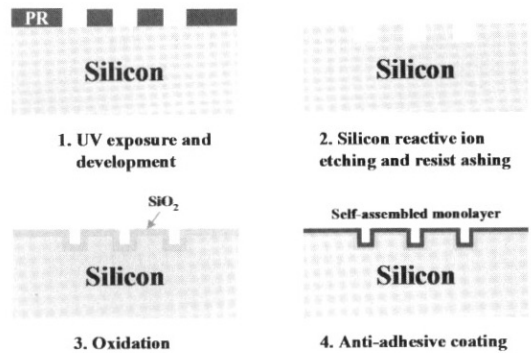 PR
Silicon
1. UV exposure and
development
Silicon
2. Silicon reactive ion
etching and resist ashing
SiO₂
Silicon
3. Oxidation
Self-assembled monolayer
Silicon
4. Anti-adhesive coating